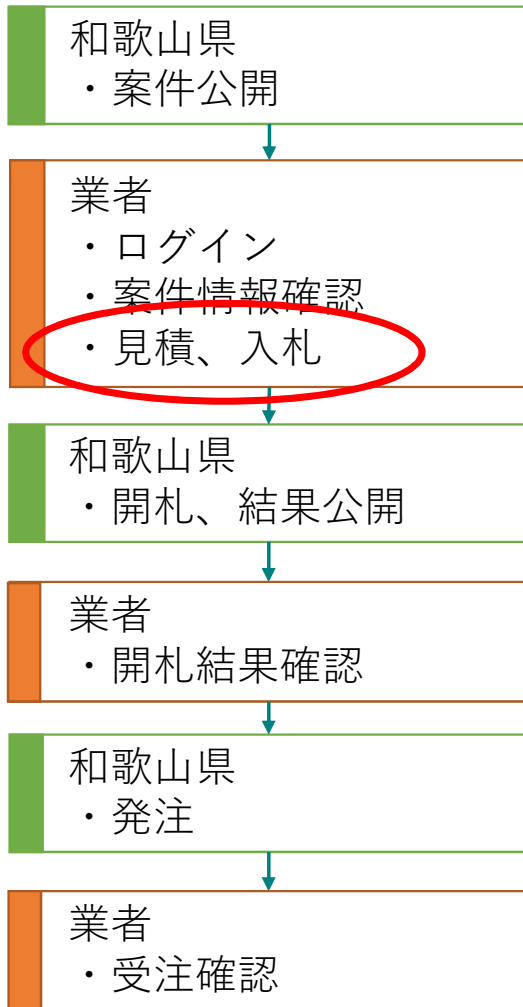 和歌山県
・案件公開
業者
・ログイン
・案件情報確認
・見積、入札
和歌山県
・開札、結果公開
業者
・開札結果確認
和歌山県
・発注
業者
・受注確認